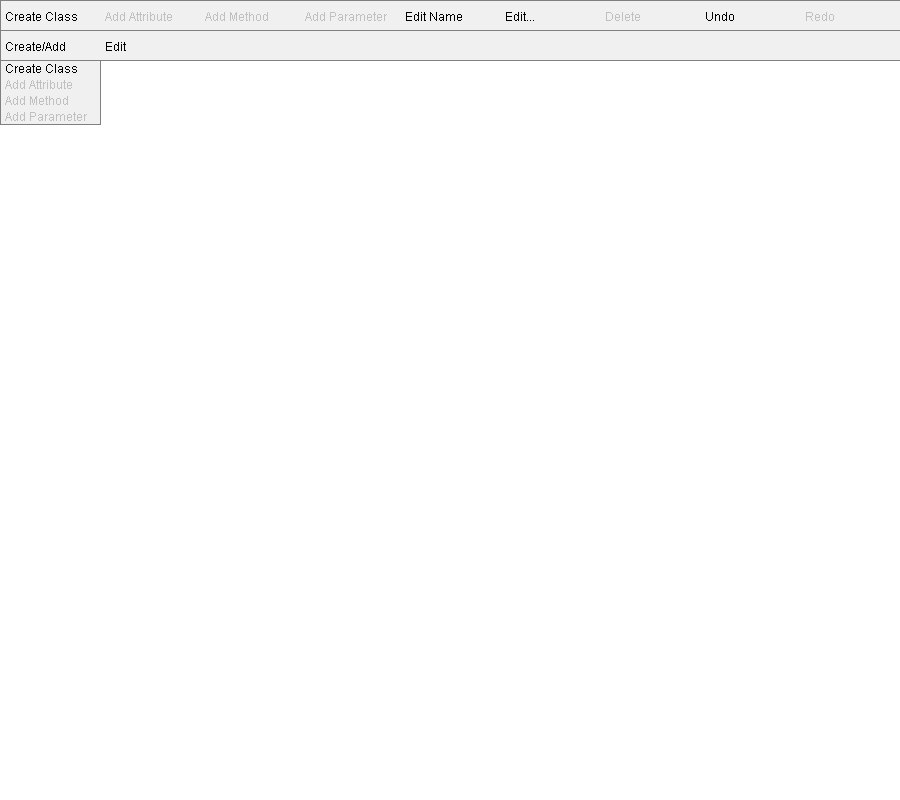 Create Class Add Attribute Add Method Add Parameter Edit Name Edit... Delete Undo Redo
Create/Add Edit
Create Class
Add Attribute
Add Method
Add Parameter